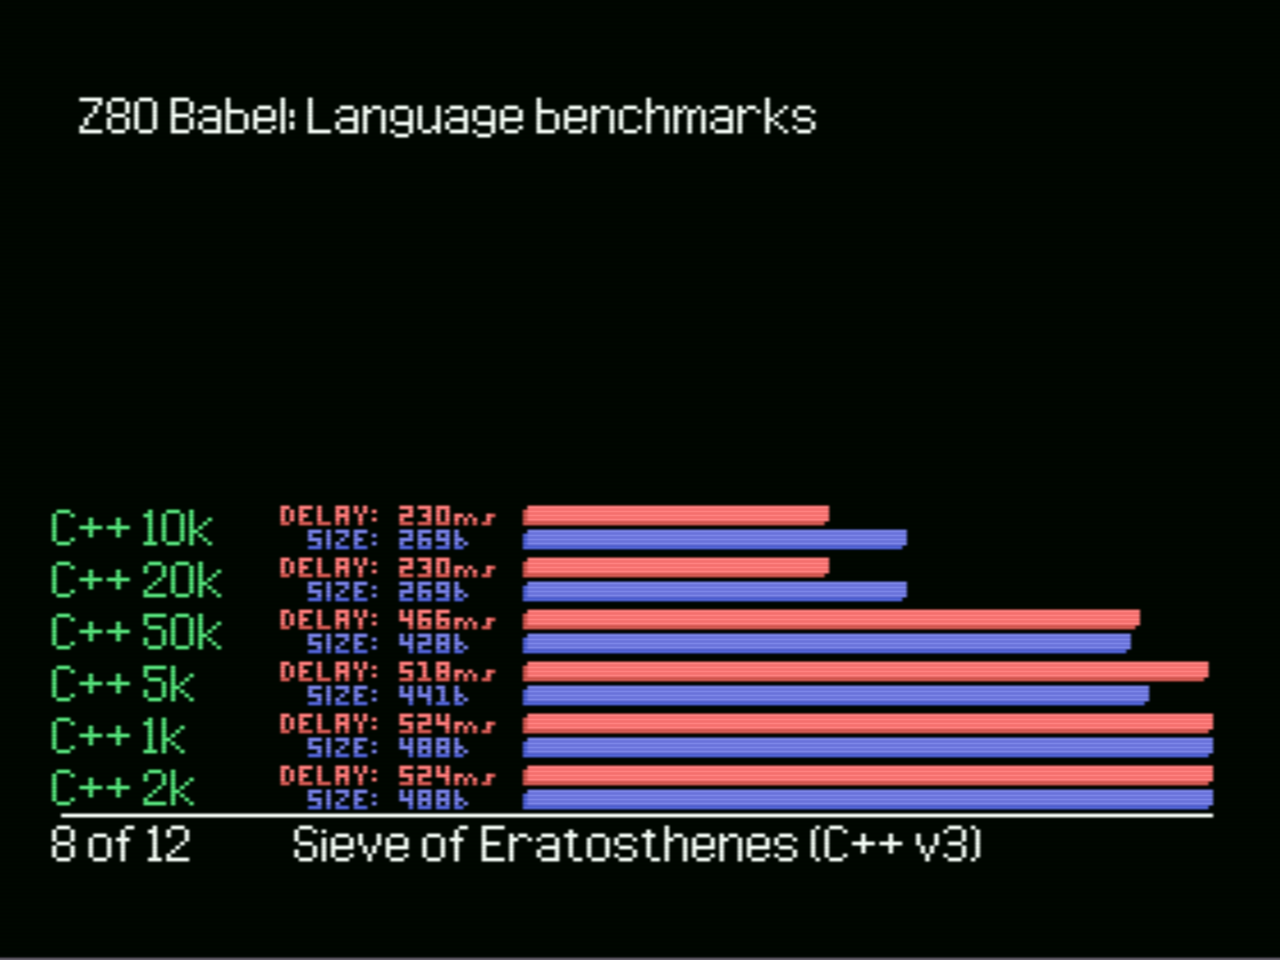 Z80 Babel: Language benchmarks
C++ 10k DELAY: 230ms
SIZE: 269b
C++ 20k DELAY: 230ms
SIZE: 269b
C++ 50k DELAY: 466ms
SIZE: 428b
C++ 5k DELAY: 518ms
SIZE: 441b
C++ 1k DELAY: 524ms
SIZE: 488b
C++ 2k DELAY: 524ms
SIZE: 488b
8 of 12 Sieve of Eratosthenes (C++ v3)